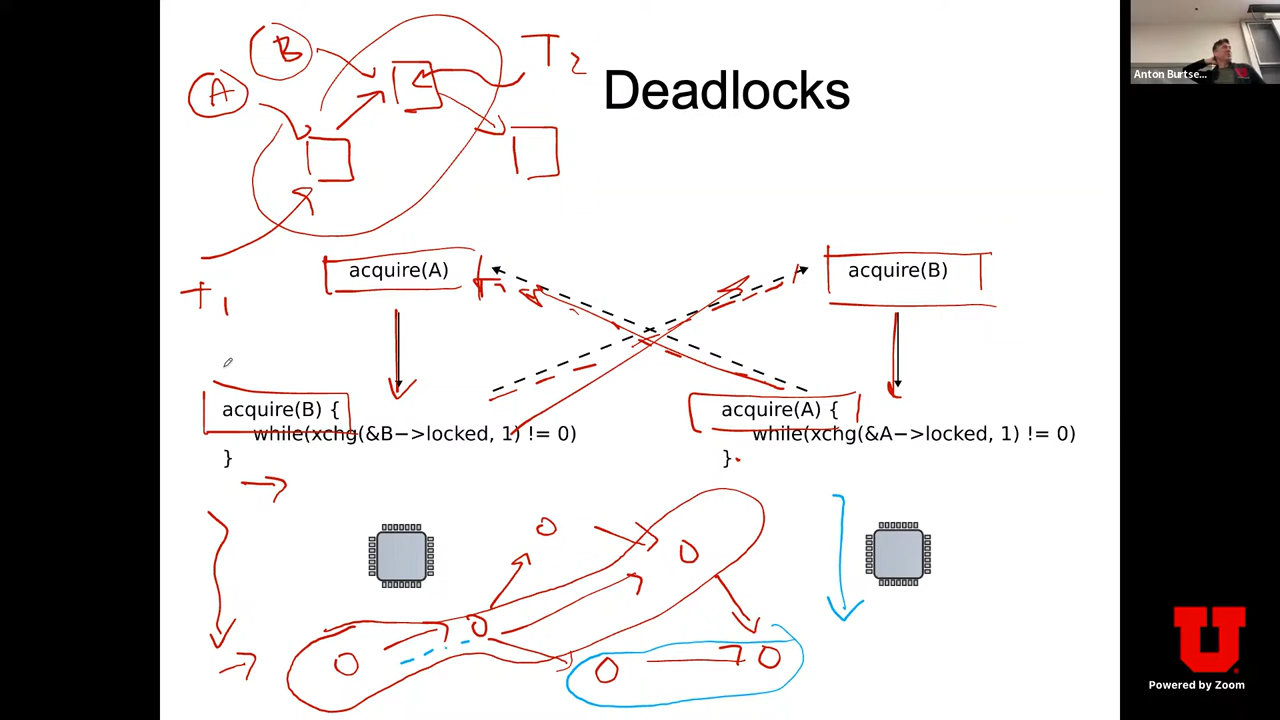 B
T2
A
Deadlocks
Anton Burtse...
acquire(A)
acquire(B)
T1
acquire(B) {
while(xchg(&B−>locked, 1) != 0)
}
acquire(A) {
while(xchg(&A−>locked, 1) != 0)
}
U
Powered by Zoom